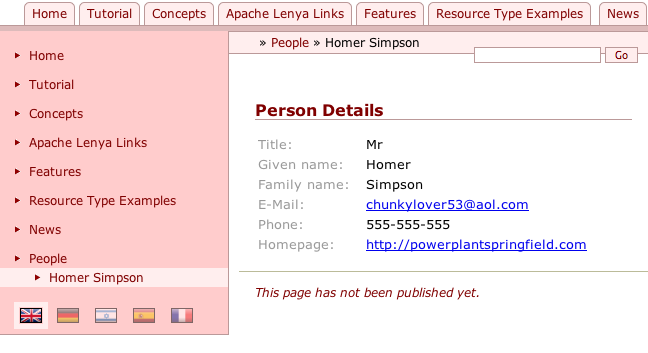 Home Tutorial Concepts Apache Lenya Links Features Resource Type Examples News
» People » Homer Simpson
Go
Home
Tutorial
Concepts
Apache Lenya Links
Features
Resource Type Examples
News
People
Homer Simpson
Person Details
Title: Mr
Given name: Homer
Family name: Simpson
E-Mail: chunkylover53@aol.com
Phone: 555-555-555
Homepage: http://powerplantspringfield.com
This page has not been published yet.